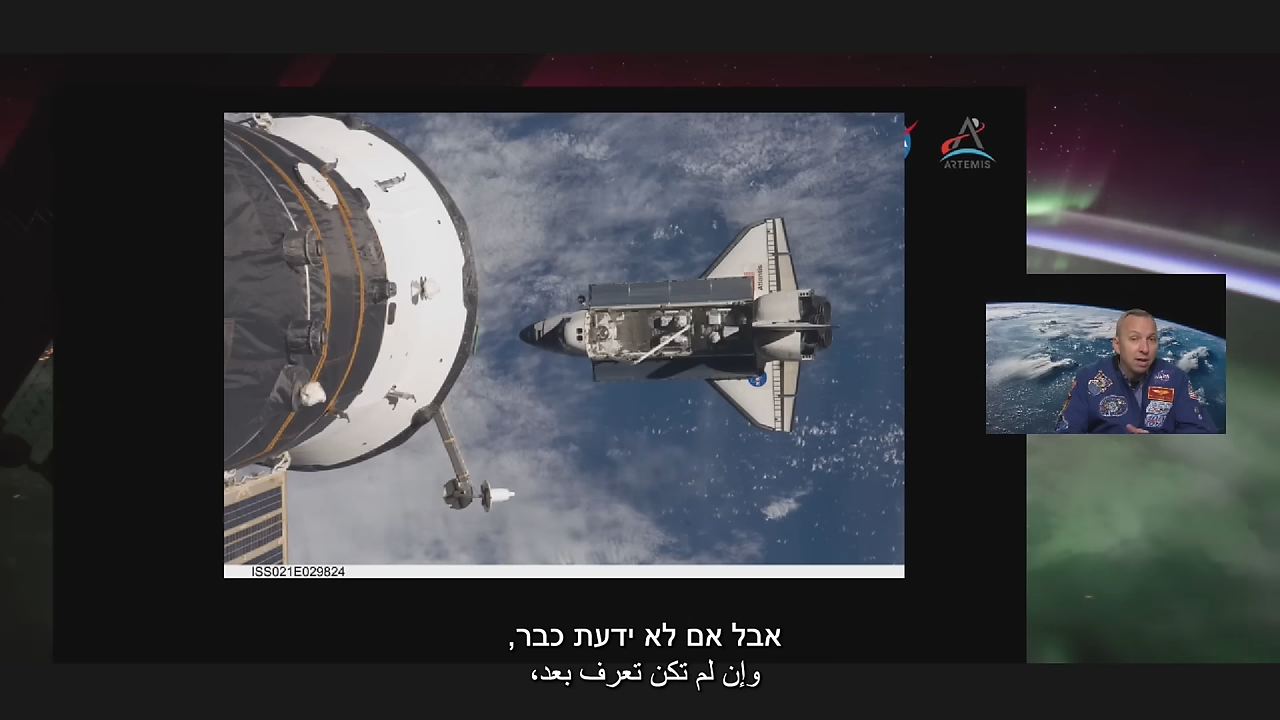 ARTEMIS
Atlantis
ISS021E029824
אבל אם לא ידעת כבר,
وإن لم تكن تعرف بعد،